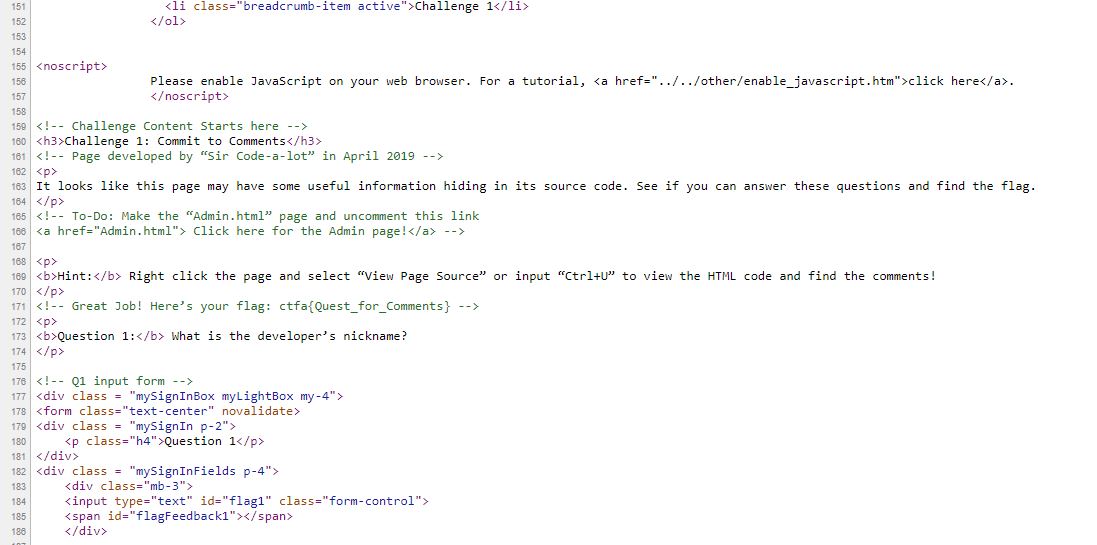 151 <li class="breadcrumb-item active">Challenge 1</li>
152 </ol>
153
154
155 <noscript>
156 Please enable JavaScript on your web browser. For a tutorial, <a href="../../other/enable_javascript.htm">click here</a>.
157 </noscript>
158
159 <!-- Challenge Content Starts here -->
160 <h3>Challenge 1: Commit to Comments</h3>
161 <!-- Page developed by “Sir Code-a-lot” in April 2019 -->
162 <p>
163 It looks like this page may have some useful information hiding in its source code. See if you can answer these questions and find the flag.
164 </p>
165 <!-- To-Do: Make the “Admin.html” page and uncomment this link
166 <a href="Admin.html"> Click here for the Admin page!</a> -->
167
168 <p>
169 <b>Hint:</b> Right click the page and select “View Page Source” or input “Ctrl+U” to view the HTML code and find the comments!
170 </p>
171 <!-- Great Job! Here’s your flag: ctfa{Quest_for_Comments} -->
172 <p>
173 <b>Question 1:</b> What is the developer’s nickname?
174 </p>
175
176 <!-- Q1 input form -->
177 <div class = "mySignInBox myLightBox my-4">
178 <form class="text-center" novalidate>
179 <div class = "mySignIn p-2">
180 <p class="h4">Question 1</p>
181 </div>
182 <div class = "mySignInFields p-4">
183 <div class="mb-3">
184 <input type="text" id="flag1" class="form-control">
185 <span id="flagFeedback1"></span>
186 </div>